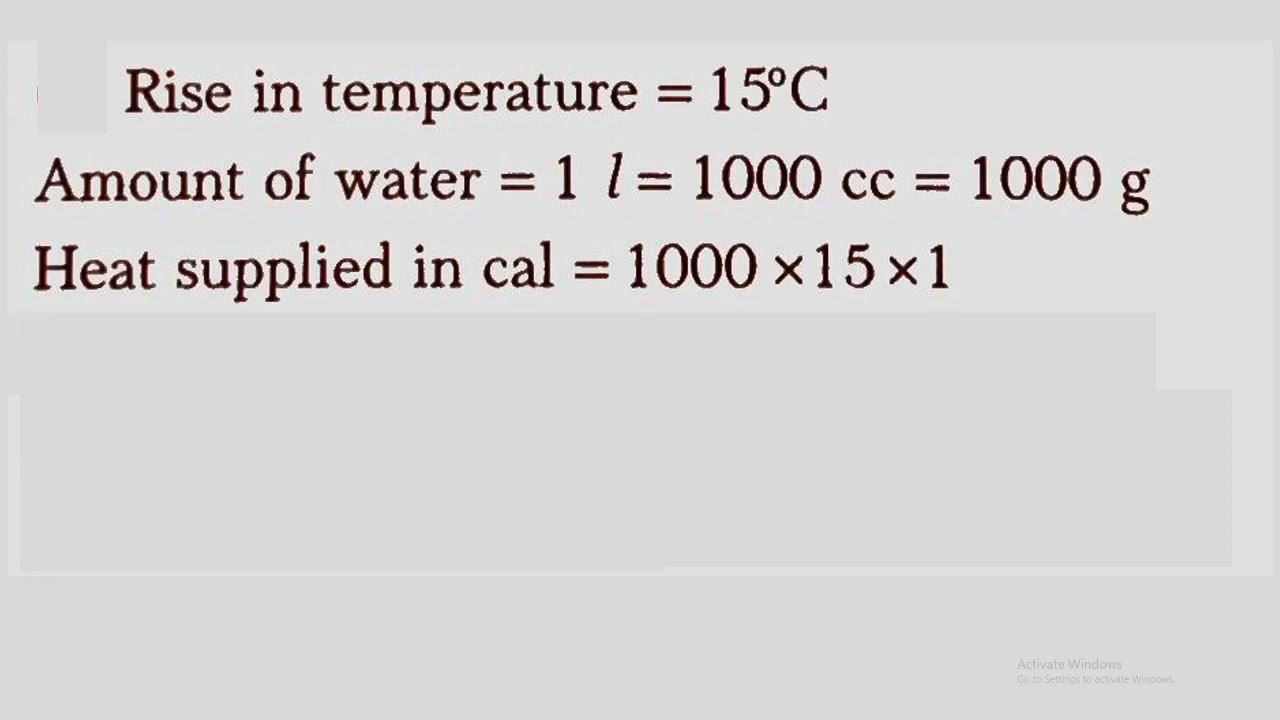 Rise in temperature = 15°C
Amount of water = 1 l = 1000 cc = 1000 g
Heat supplied in cal = 1000 ×15×1
Activate Windows
Go to Settings to activate Windows.